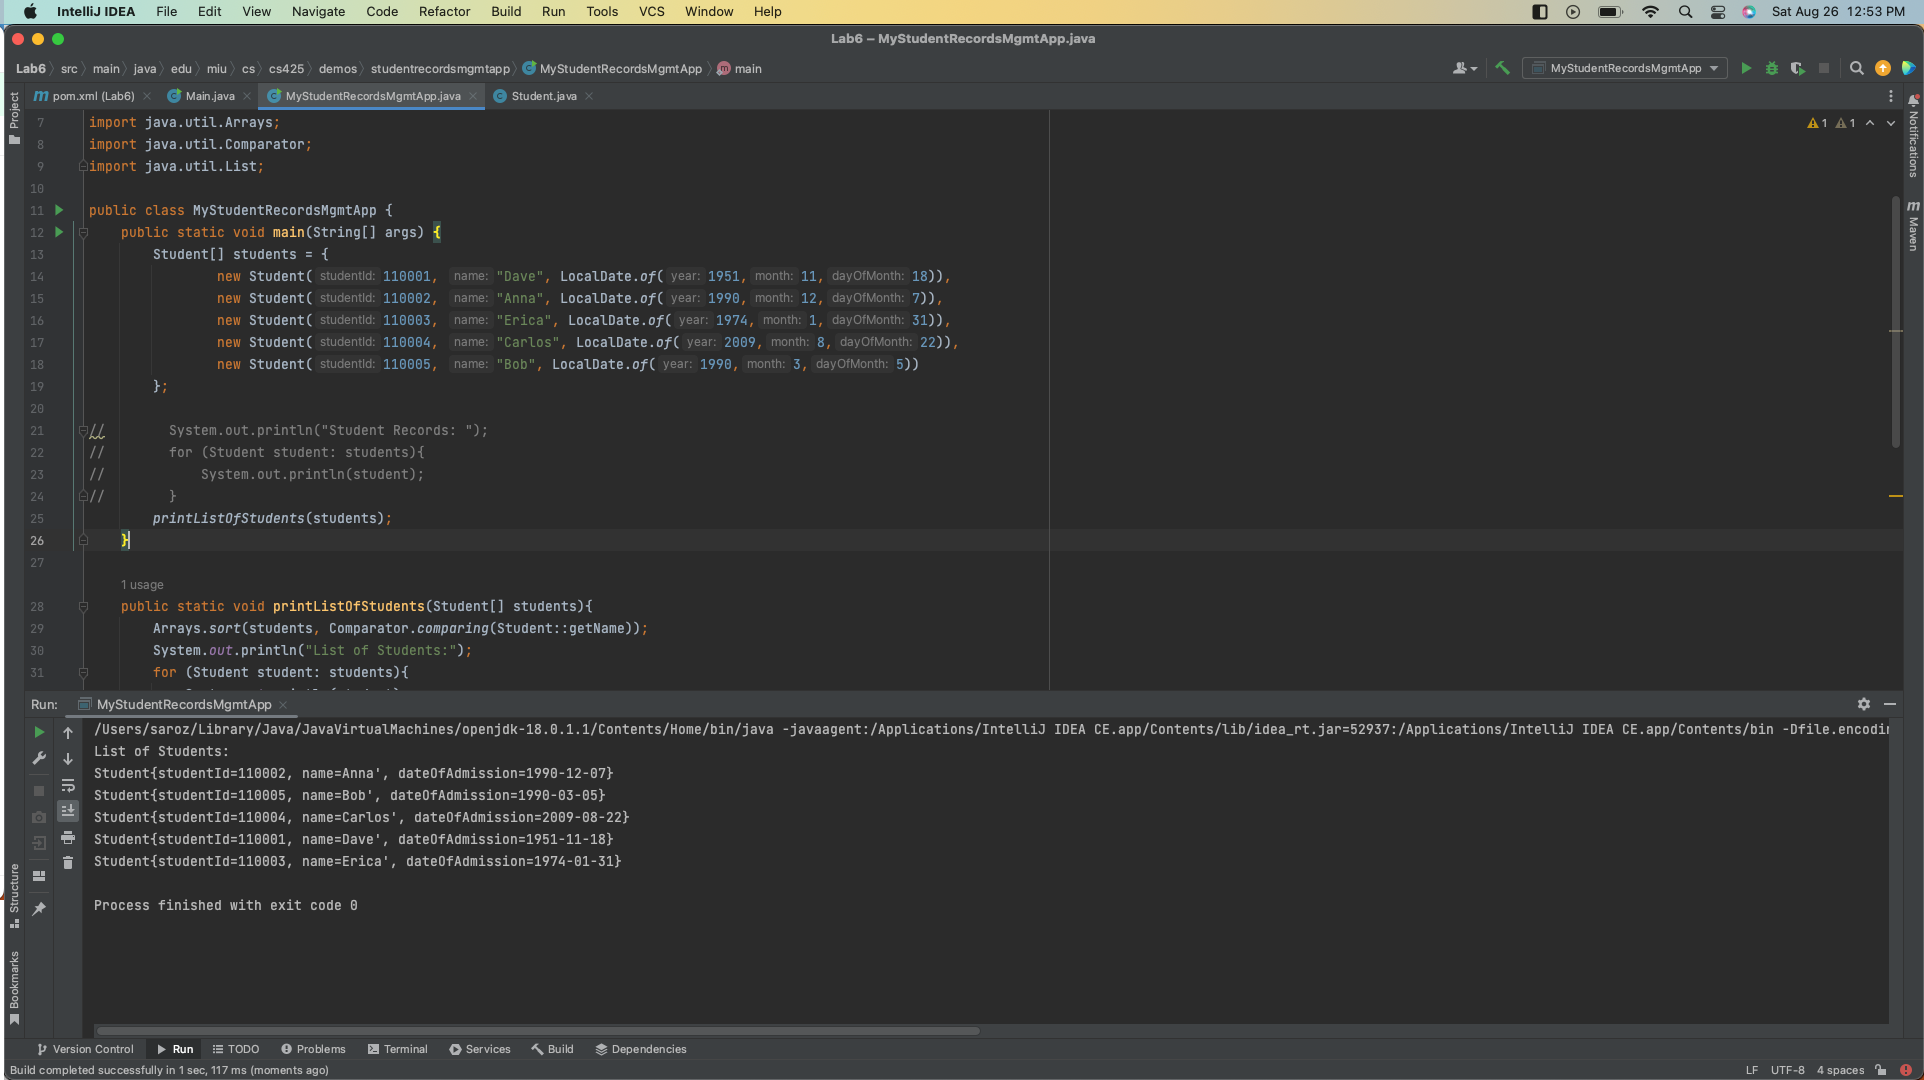 IntelliJ IDEA File Edit View Navigate Code Refactor Build Run Tools VCS Window Help Sat Aug 26 12:53 PM
Lab6 – MyStudentRecordsMgmtApp.java
Lab6 src main java edu miu cs cs425 demos studentrecordsmgmtapp MyStudentRecordsMgmtApp main MyStudentRecordsMgmtApp
pom.xml (Lab6) Main.java MyStudentRecordsMgmtApp.java Student.java
Project
Structure
Bookmarks
Notifications
Maven
1 1
7 import java.util.Arrays;
8 import java.util.Comparator;
9 import java.util.List;
10
11 public class MyStudentRecordsMgmtApp {
12 public static void main(String[] args) {
13 Student[] students = {
14 new Student( studentId: 110001, name: "Dave", LocalDate.of( year: 1951, month: 11, dayOfMonth: 18)),
15 new Student( studentId: 110002, name: "Anna", LocalDate.of( year: 1990, month: 12, dayOfMonth: 7)),
16 new Student( studentId: 110003, name: "Erica", LocalDate.of( year: 1974, month: 1, dayOfMonth: 31)),
17 new Student( studentId: 110004, name: "Carlos", LocalDate.of( year: 2009, month: 8, dayOfMonth: 22)),
18 new Student( studentId: 110005, name: "Bob", LocalDate.of( year: 1990, month: 3, dayOfMonth: 5))
19 };
20
21 // System.out.println("Student Records: ");
22 // for (Student student: students){
23 // System.out.println(student);
24 // }
25 printListOfStudents(students);
26 }
27
1 usage
28 public static void printListOfStudents(Student[] students){
29 Arrays.sort(students, Comparator.comparing(Student::getName));
30 System.out.println("List of Students:");
31 for (Student student: students){
Run: MyStudentRecordsMgmtApp
/Users/saroz/Library/Java/JavaVirtualMachines/openjdk-18.0.1.1/Contents/Home/bin/java -javaagent:/Applications/IntelliJ IDEA CE.app/Contents/lib/idea_rt.jar=52937:/Applications/IntelliJ IDEA CE.app/Contents/bin -Dfile.encodin
List of Students:
Student{studentId=110002, name=Anna', dateOfAdmission=1990-12-07}
Student{studentId=110005, name=Bob', dateOfAdmission=1990-03-05}
Student{studentId=110004, name=Carlos', dateOfAdmission=2009-08-22}
Student{studentId=110001, name=Dave', dateOfAdmission=1951-11-18}
Student{studentId=110003, name=Erica', dateOfAdmission=1974-01-31}
Process finished with exit code 0
Version Control Run TODO Problems Terminal Services Build Dependencies
Build completed successfully in 1 sec, 117 ms (moments ago) LF UTF-8 4 spaces